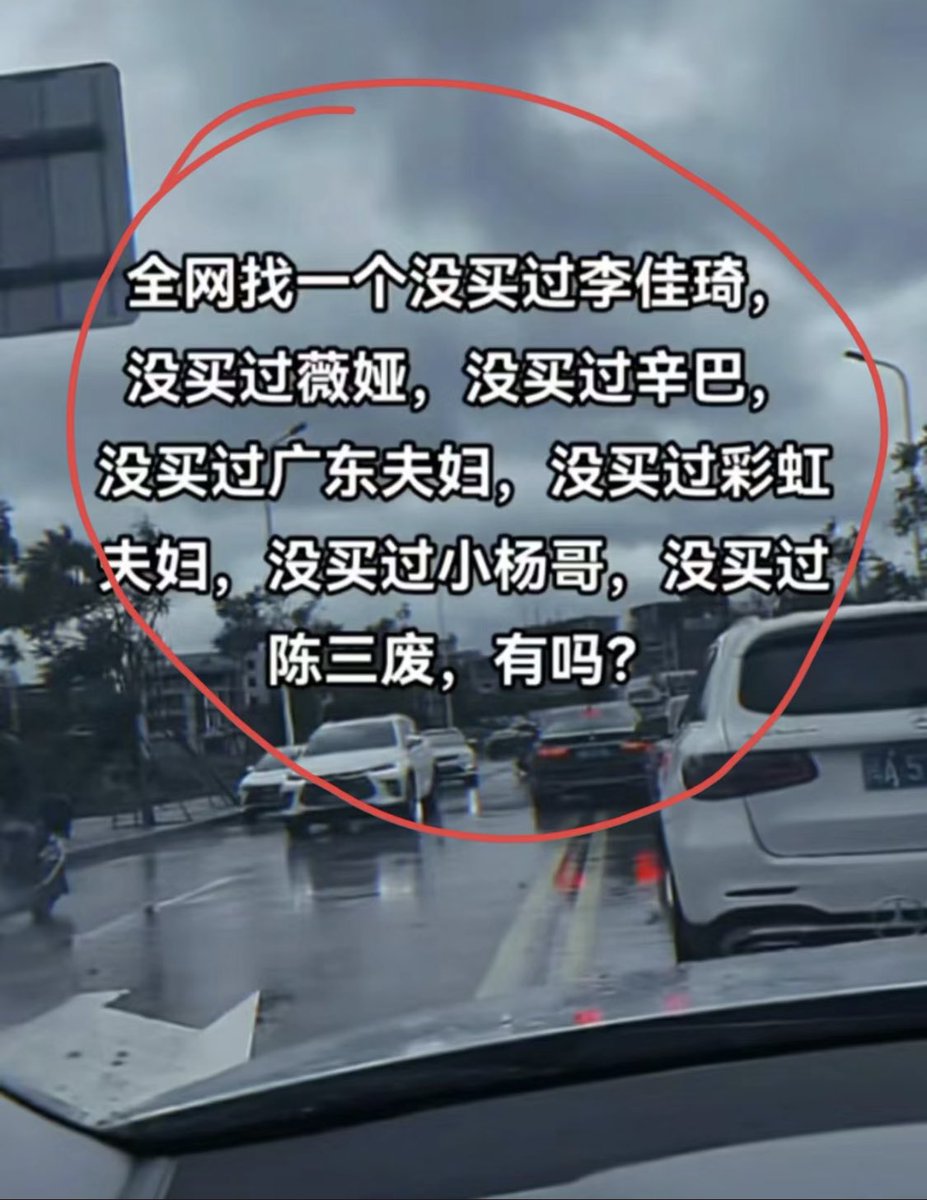 全网找一个没买过李佳琦，
没买过薇娅，没买过辛巴，
没买过广东夫妇，没买过彩虹
夫妇，没买过小杨哥，没买过
陈三废，有吗？
A5